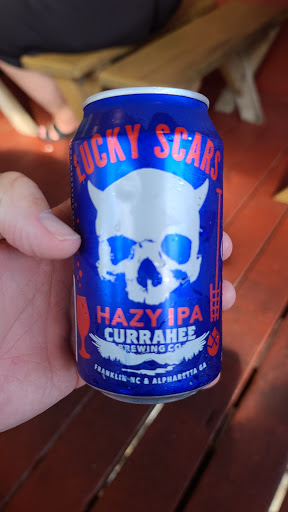 LUCKY SCARS
HAZY IPA
CURRAHEE
BREWING CO.
FRANKLIN NC & ALPHARETTA GA